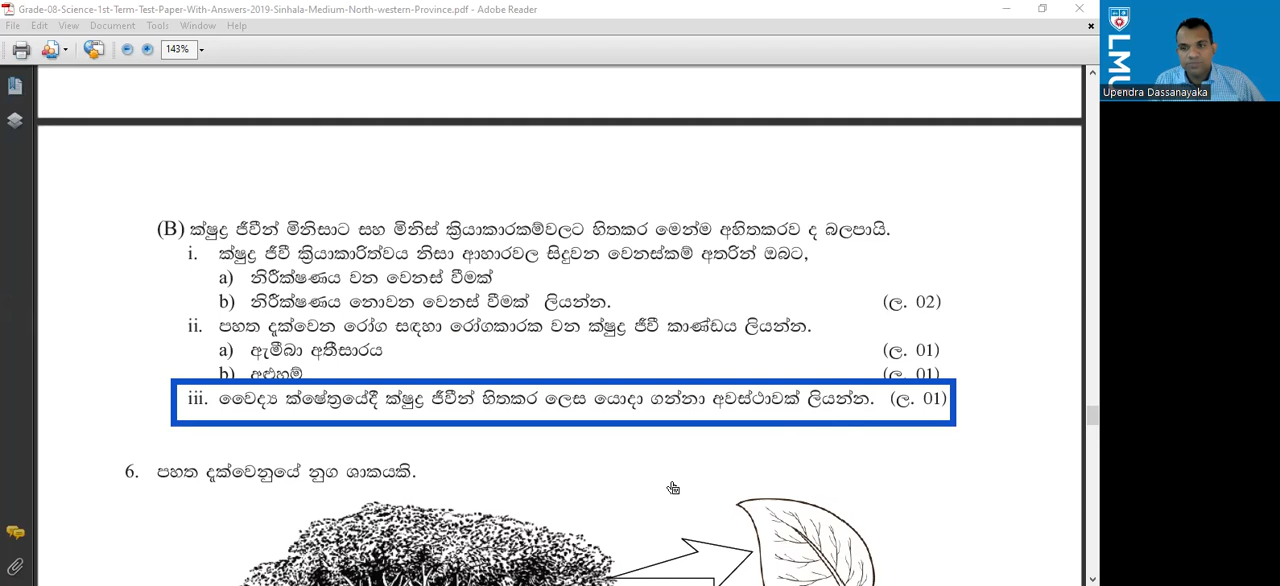 Grade-08-Science-1st-Term-Test-Paper-With-Answers-2019-Sinhala-Medium-North-western-Province.pdf - Adobe Reader
File Edit View Document Tools Window Help
143%
LMU
Upendra Dassanayaka
(B) ක්ෂුද්‍ර ජීවීන් මිනිසාට සහ මිනිස් ක්‍රියාකාරකම්වලට හිතකර මෙන්ම අහිතකරව ද බලපායි.
i. ක්ෂුද්‍ර ජීවී ක්‍රියාකාරිත්වය නිසා ආහාරවල සිදුවන වෙනස්කම් අතරින් ඔබට,
a) නිරීක්ෂණය වන වෙනස් වීමක්
b) නිරීක්ෂණය නොවන වෙනස් වීමක් ලියන්න. (ල. 02)
ii. පහත දැක්වෙන රෝග සඳහා රෝගකාරක වන ක්ෂුද්‍ර ජීවී කාණ්ඩය ලියන්න.
a) ඇමීබා අතීසාරය (ල. 01)
b) අළුහම් (ල. 01)
iii. වෛද්‍ය ක්ෂේත්‍රයේදී ක්ෂුද්‍ර ජීවීන් හිතකර ලෙස යොදා ගන්නා අවස්ථාවක් ලියන්න. (ල. 01)
6. පහත දැක්වෙනුයේ නුග ශාකයකි.